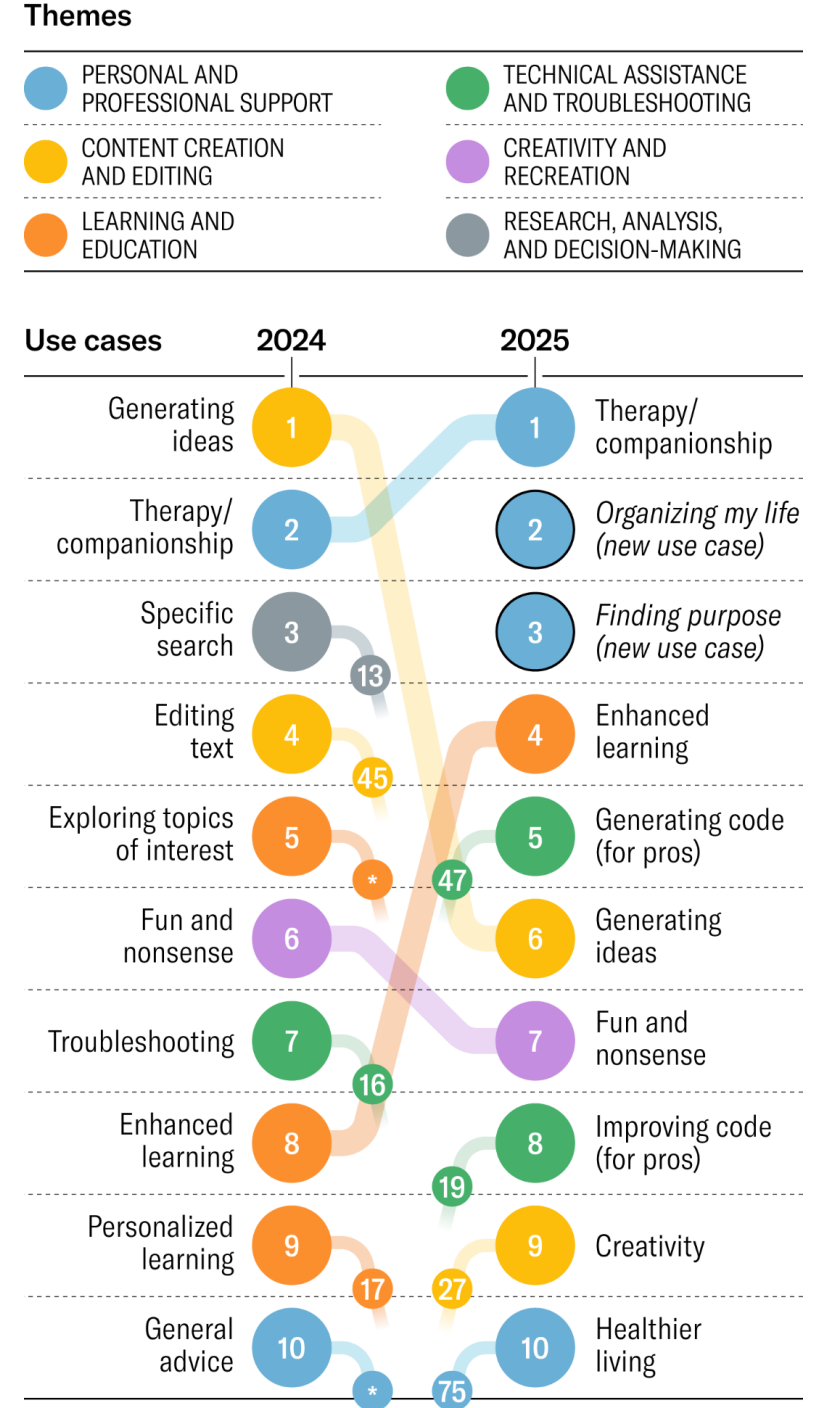 Themes
PERSONAL AND
PROFESSIONAL SUPPORT
TECHNICAL ASSISTANCE
AND TROUBLESHOOTING
CONTENT CREATION
AND EDITING
CREATIVITY AND
RECREATION
LEARNING AND
EDUCATION
RESEARCH, ANALYSIS,
AND DECISION-MAKING
Use cases 2024 2025
Generating
ideas
1
1
Therapy/
companionship
Therapy/
companionship
2
2
Organizing my life
(new use case)
Specific
search
3
13
3
Finding purpose
(new use case)
Editing
text
4
45
4
Enhanced
learning
Exploring topics
of interest
5
*
47
5
Generating code
(for pros)
Fun and
nonsense
6
6
Generating
ideas
Troubleshooting
7
16
7
Fun and
nonsense
Enhanced
learning
8
19
8
Improving code
(for pros)
Personalized
learning
9
17
27
9
Creativity
General
advice
10
*
75
10
Healthier
living